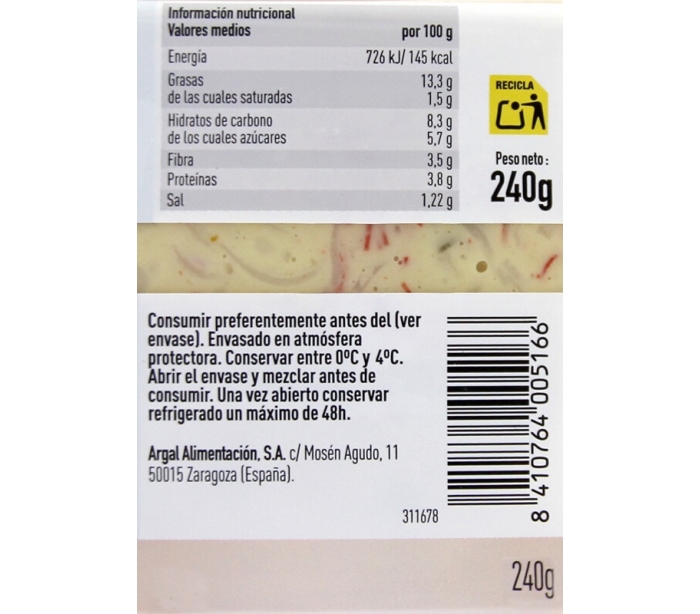 Información nutricional
Valores medios por 100 g
Energía 726 kJ/ 145 kcal
Grasas 13,3 g
de las cuales saturadas 1,5 g
Hidratos de carbono 8,3 g
de los cuales azúcares 5,7 g
Fibra 3,5 g
Proteínas 3,8 g
Sal 1,22 g
RECICLA
Peso neto :
240g
Consumir preferentemente antes del (ver
envase). Envasado en atmósfera
protectora. Conservar entre 0ºC y 4ºC.
Abrir el envase y mezclar antes de
consumir. Una vez abierto conservar
refrigerado un máximo de 48h.
Argal Alimentación, S.A. c/ Mosén Agudo, 11
50015 Zaragoza (España).
311678
8 410764 005166
240g